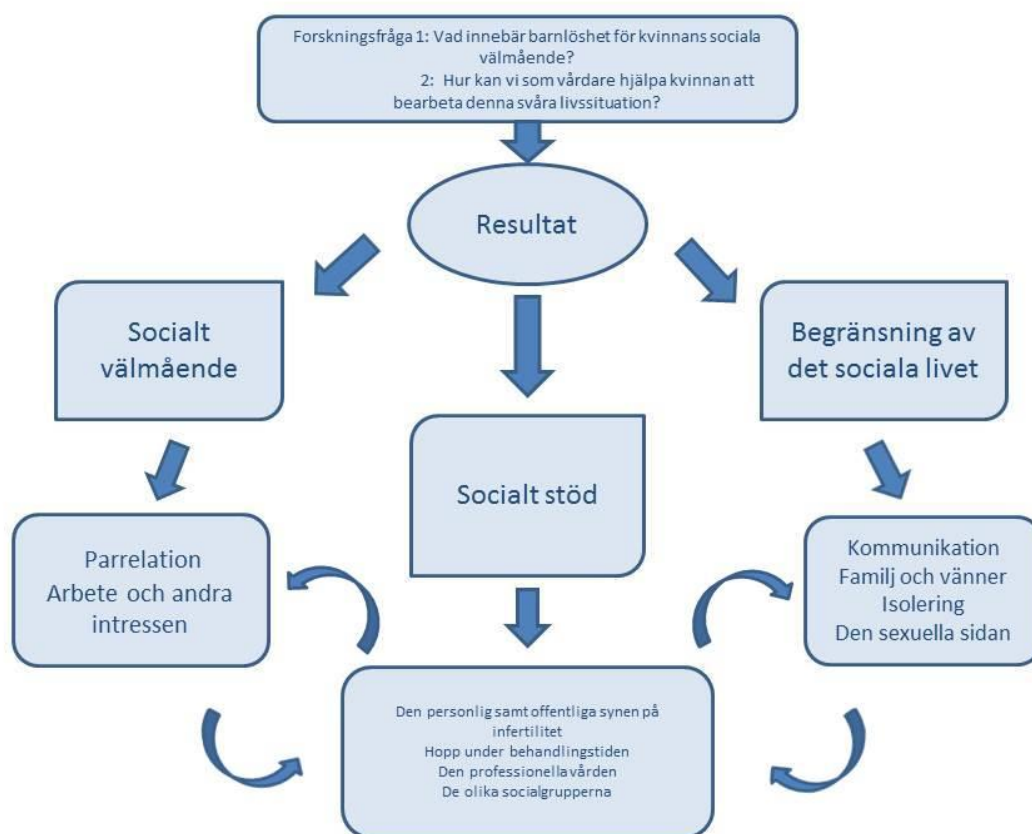 Forskningsfråga 1: Vad innebär barnlöshet för kvinnans sociala
välmående?
2: Hur kan vi som vårdare hjälpa kvinnan att
bearbeta denna svåra livssituation?
Resultat
Socialt
välmående
Socialt stöd
Begränsning av
det sociala livet
Parrelation
Arbete och andra
intressen
Kommunikation
Familj och vänner
Isolering
Den sexuella sidan
Den personlig samt offentliga synen på
infertilitet
Hopp under behandlingstiden
Den professionella vården
De olika socialgrupperna